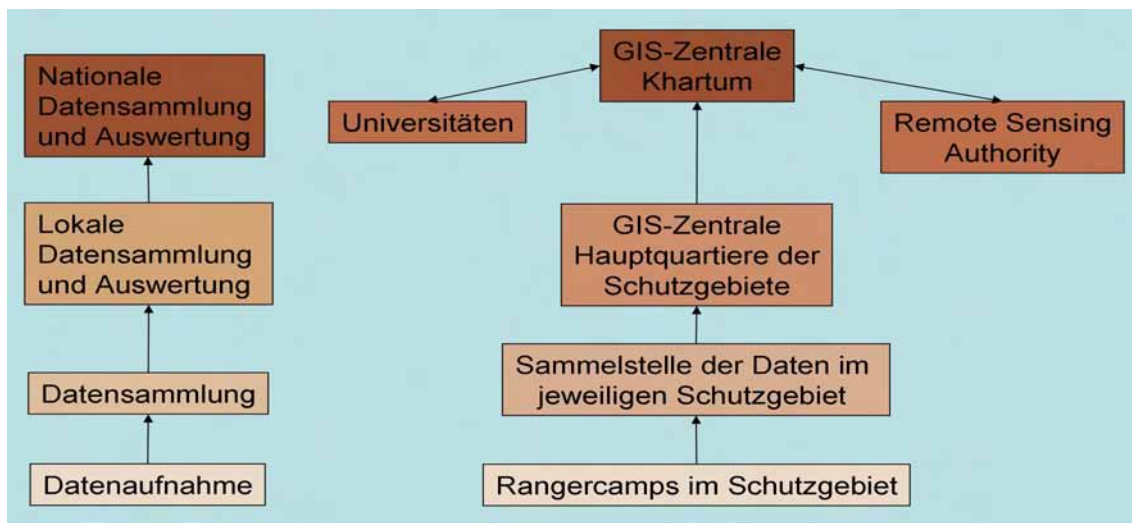 Nationale
Datensammlung
und Auswertung
Lokale
Datensammlung
und Auswertung
Datensammlung
Datenaufnahme
GIS-Zentrale
Khartum
Universitäten
Remote Sensing
Authority
GIS-Zentrale
Hauptquartiere der
Schutzgebiete
Sammelstelle der Daten im
jeweiligen Schutzgebiet
Rangercamps im Schutzgebiet